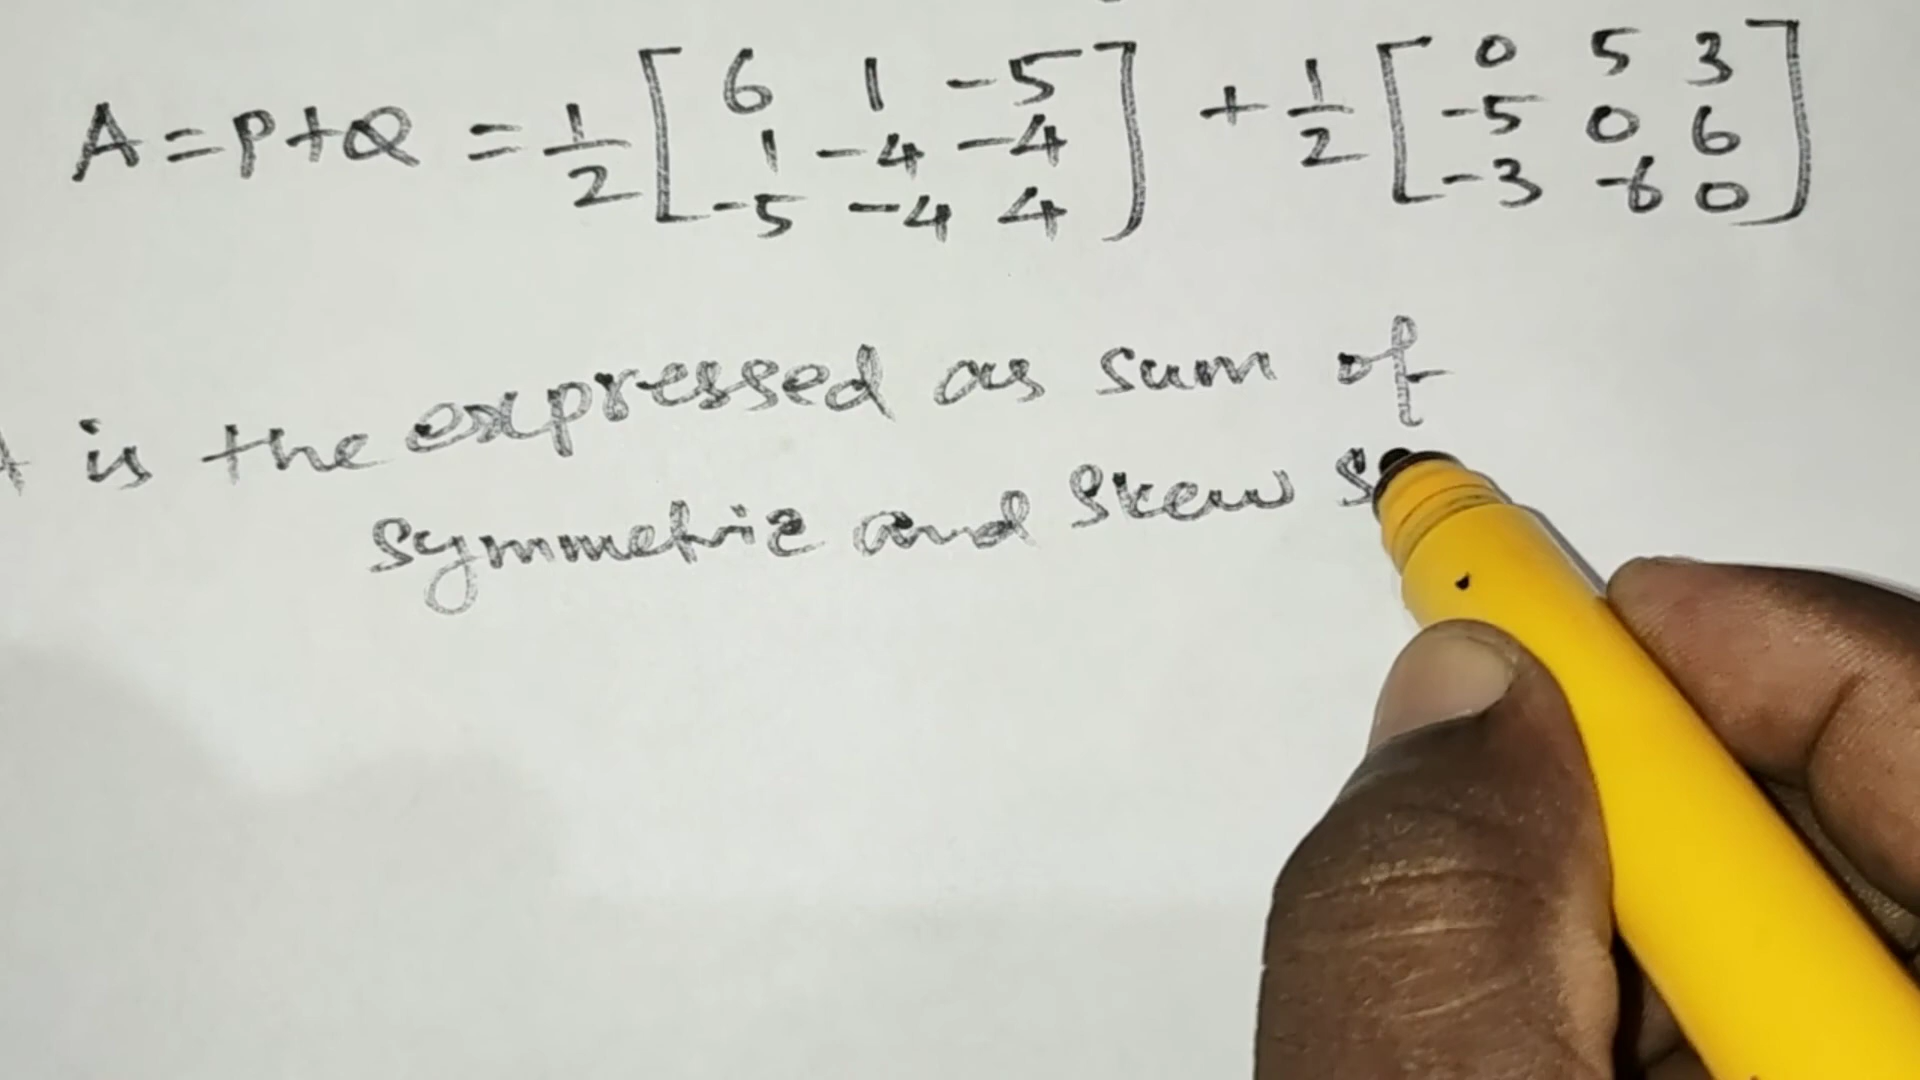 A = P + Q = 1/2 [ 6 1 -5 ; 1 -4 -4 ; -5 -4 4 ] + 1/2 [ 0 5 3 ; -5 0 6 ; -3 -6 0 ]
is the expressed as sum of
symmetric and skew s